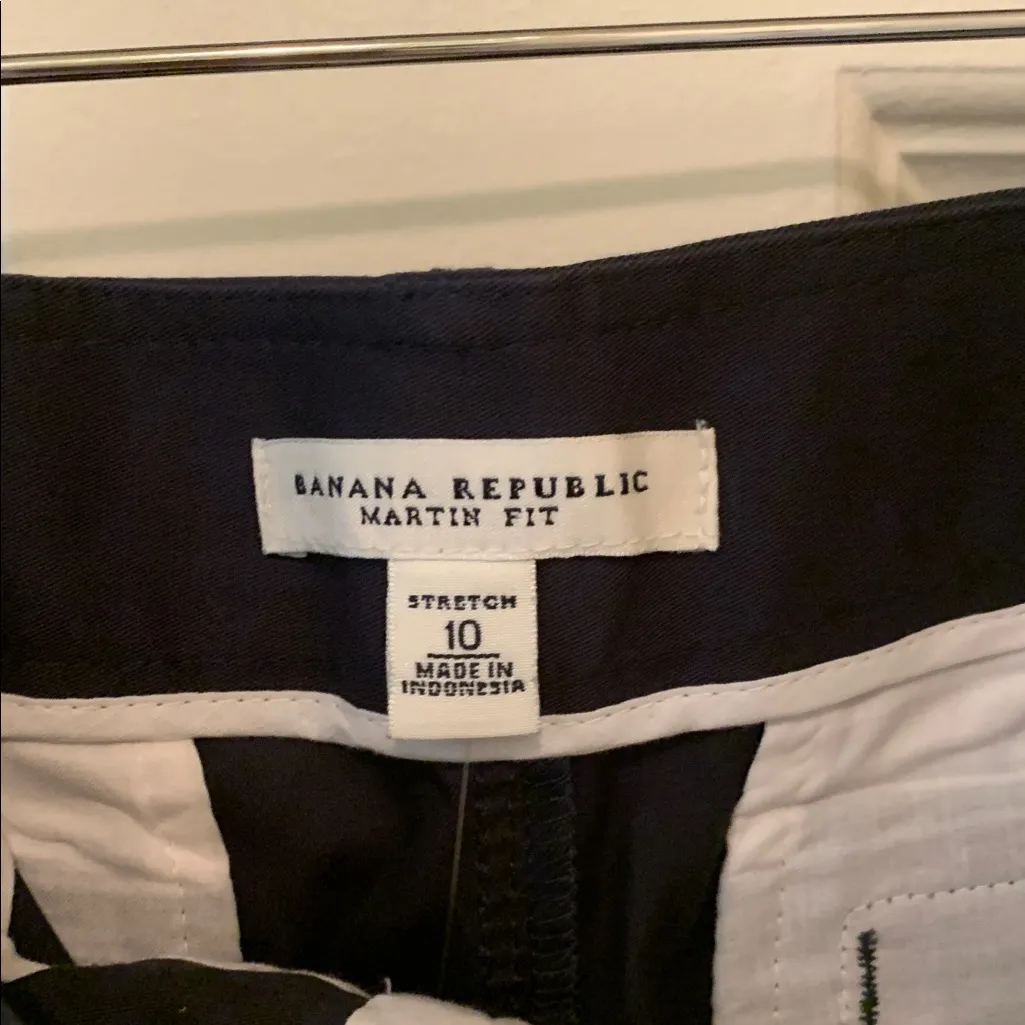 BANANA REPUBLIC
MARTIN FIT
STRETCH
10
MADE IN
INDONESIA